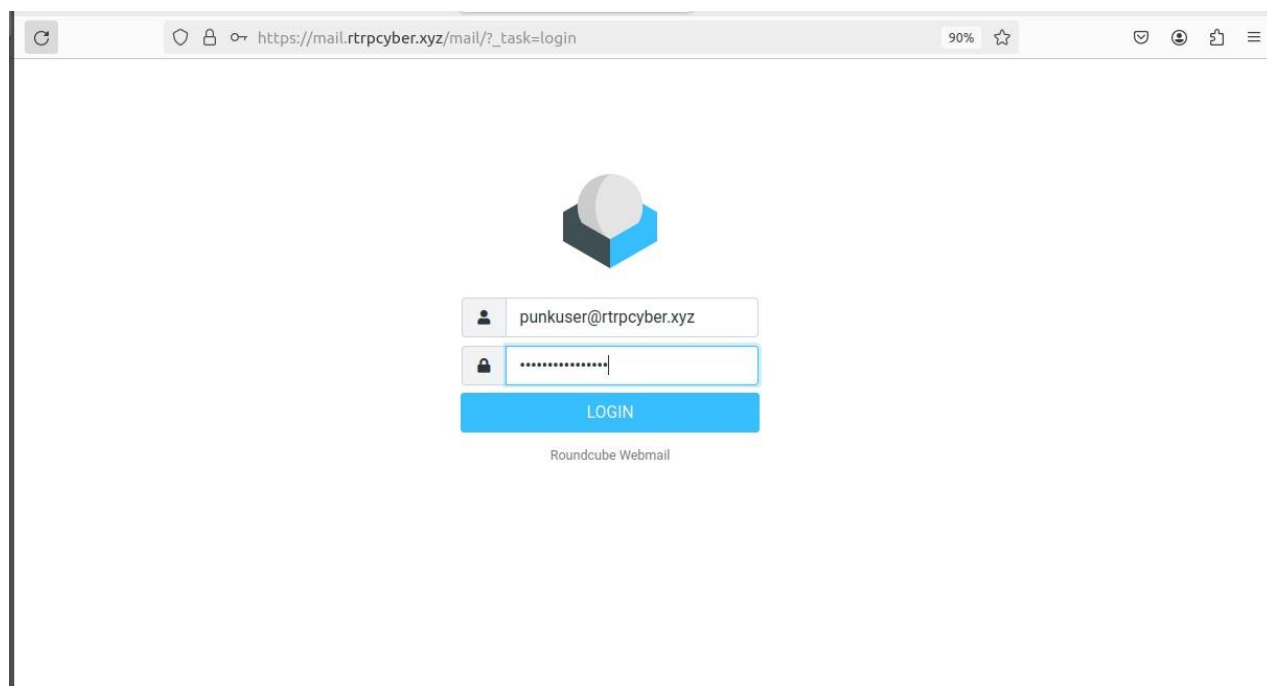 https://mail.rtrpcyber.xyz/mail/?_task=login
90%
punkuser@rtrpcyber.xyz
••••••••••••••••
LOGIN
Roundcube Webmail